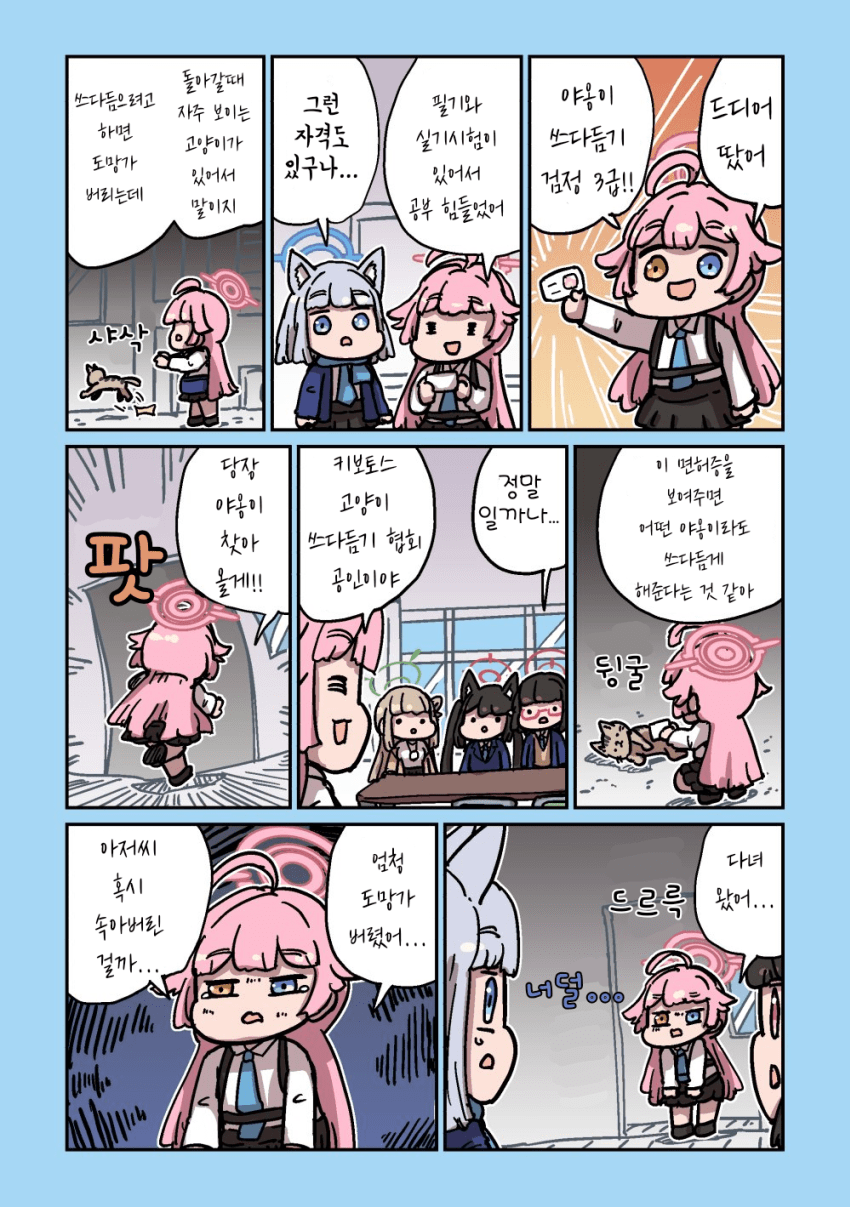 드디어
땄어
야옹이
쓰다듬기
검정 3급!!
필기와
실기시험이
있어서
공부 힘들었어
그런
자격도
있구나...
돌아갈때
자주 보이는
고양이가
있어서
말이지
쓰다듬으려고
하면
도망가
버리는데
샤삭
이 면허증을
보여주면
어떤 야옹이라도
쓰다듬게
해준다는 것 같아
뒹굴
정말
일까나...
키보토스
고양이
쓰다듬기 협회
공인이야
당장
야옹이
찾아
올게!!
팟
다녀
왔어...
드르륵
너덜...
엄청
도망가
버렸어...
아저씨
혹시
속아버린
걸까...